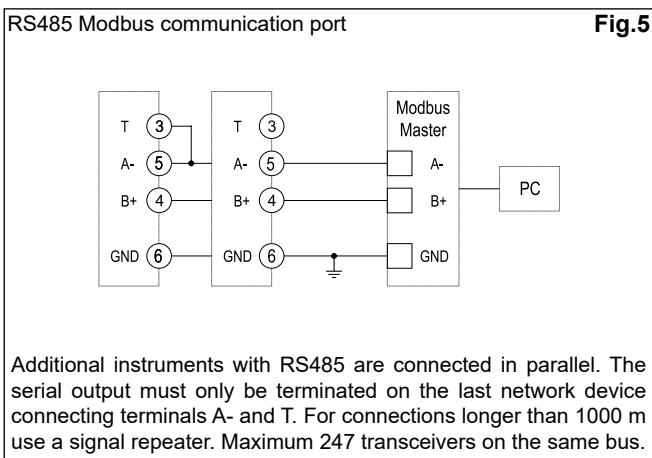 RS485 Modbus communication port Fig.5
Modbus
Master
T 3 T 3
A- 5 A- 5 A-
B+ 4 B+ 4 B+
PC
GND 6 GND 6 GND
Additional instruments with RS485 are connected in parallel. The
serial output must only be terminated on the last network device
connecting terminals A- and T. For connections longer than 1000 m
use a signal repeater. Maximum 247 transceivers on the same bus.